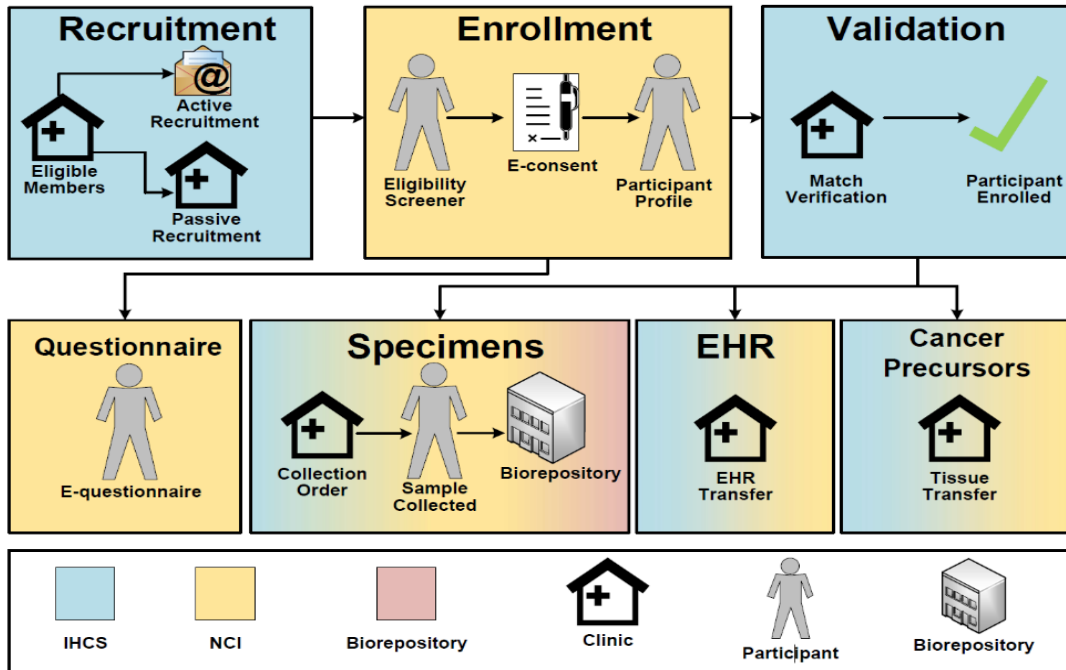 Recruitment
@
Active
Recruitment
Eligible
Members
Passive
Recruitment
Enrollment
Eligibility
Screener
E-consent
Participant
Profile
Validation
Match
Verification
Participant
Enrolled
Questionnaire
E-questionnaire
Specimens
Collection
Order
Sample
Collected
Biorepository
EHR
EHR
Transfer
Cancer
Precursors
Tissue
Transfer
IHCS
NCI
Biorepository
Clinic
Participant
Biorepository